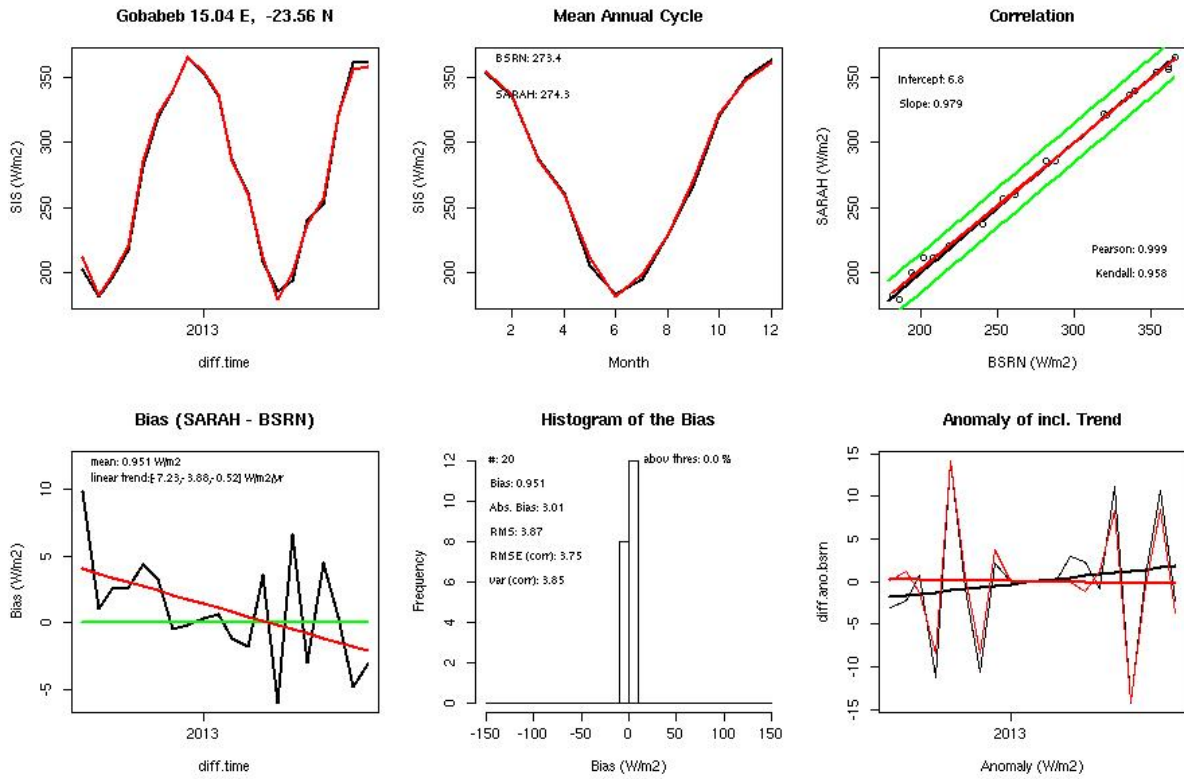 Gobabeb 15.04 E, -23.56 N
SIS (W/m2)
350
300
250
200
2013
diff.time
Mean Annual Cycle
BSRN: 273.4
SARAH: 274.3
SIS (W/m2)
350
300
250
200
2 4 6 8 10 12
Month
Correlation
Intercept: 6.8
Slope: 0.979
Pearson: 0.999
Kendall: 0.958
SARAH (W/m2)
350
300
250
200
200 250 300 350
BSRN (W/m2)
Bias (SARAH - BSRN)
mean: 0.951 W/m2
linear trend:[-7.23,-3.88,-0.52] W/m2/yr
Bias (W/m2)
10
5
0
-5
2013
diff.time
Histogram of the Bias
#: 20
Bias: 0.951
Abs. Bias: 3.01
RMS: 3.87
RMSE (corr): 3.75
var (corr): 3.85
abov thres: 0.0 %
Frequency
12
10
8
6
4
2
0
-150 -100 -50 0 50 100 150
Bias (W/m2)
Anomaly of incl. Trend
diff.ano.bsrn
15
10
5
0
-5
-10
-15
2013
Anomaly (W/m2)